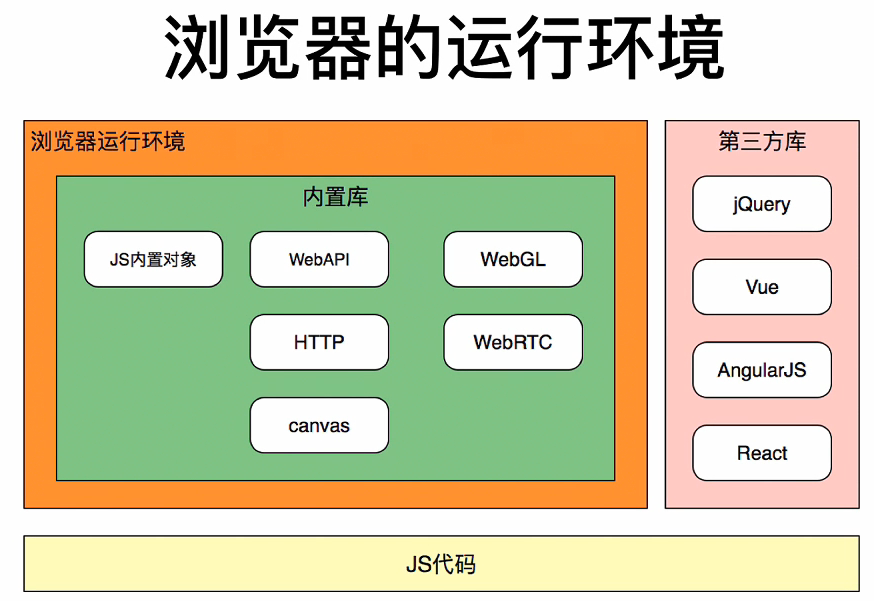 浏览器的运行环境
浏览器运行环境
内置库
JS内置对象
WebAPI
WebGL
HTTP
WebRTC
canvas
第三方库
jQuery
Vue
AngularJS
React
JS代码